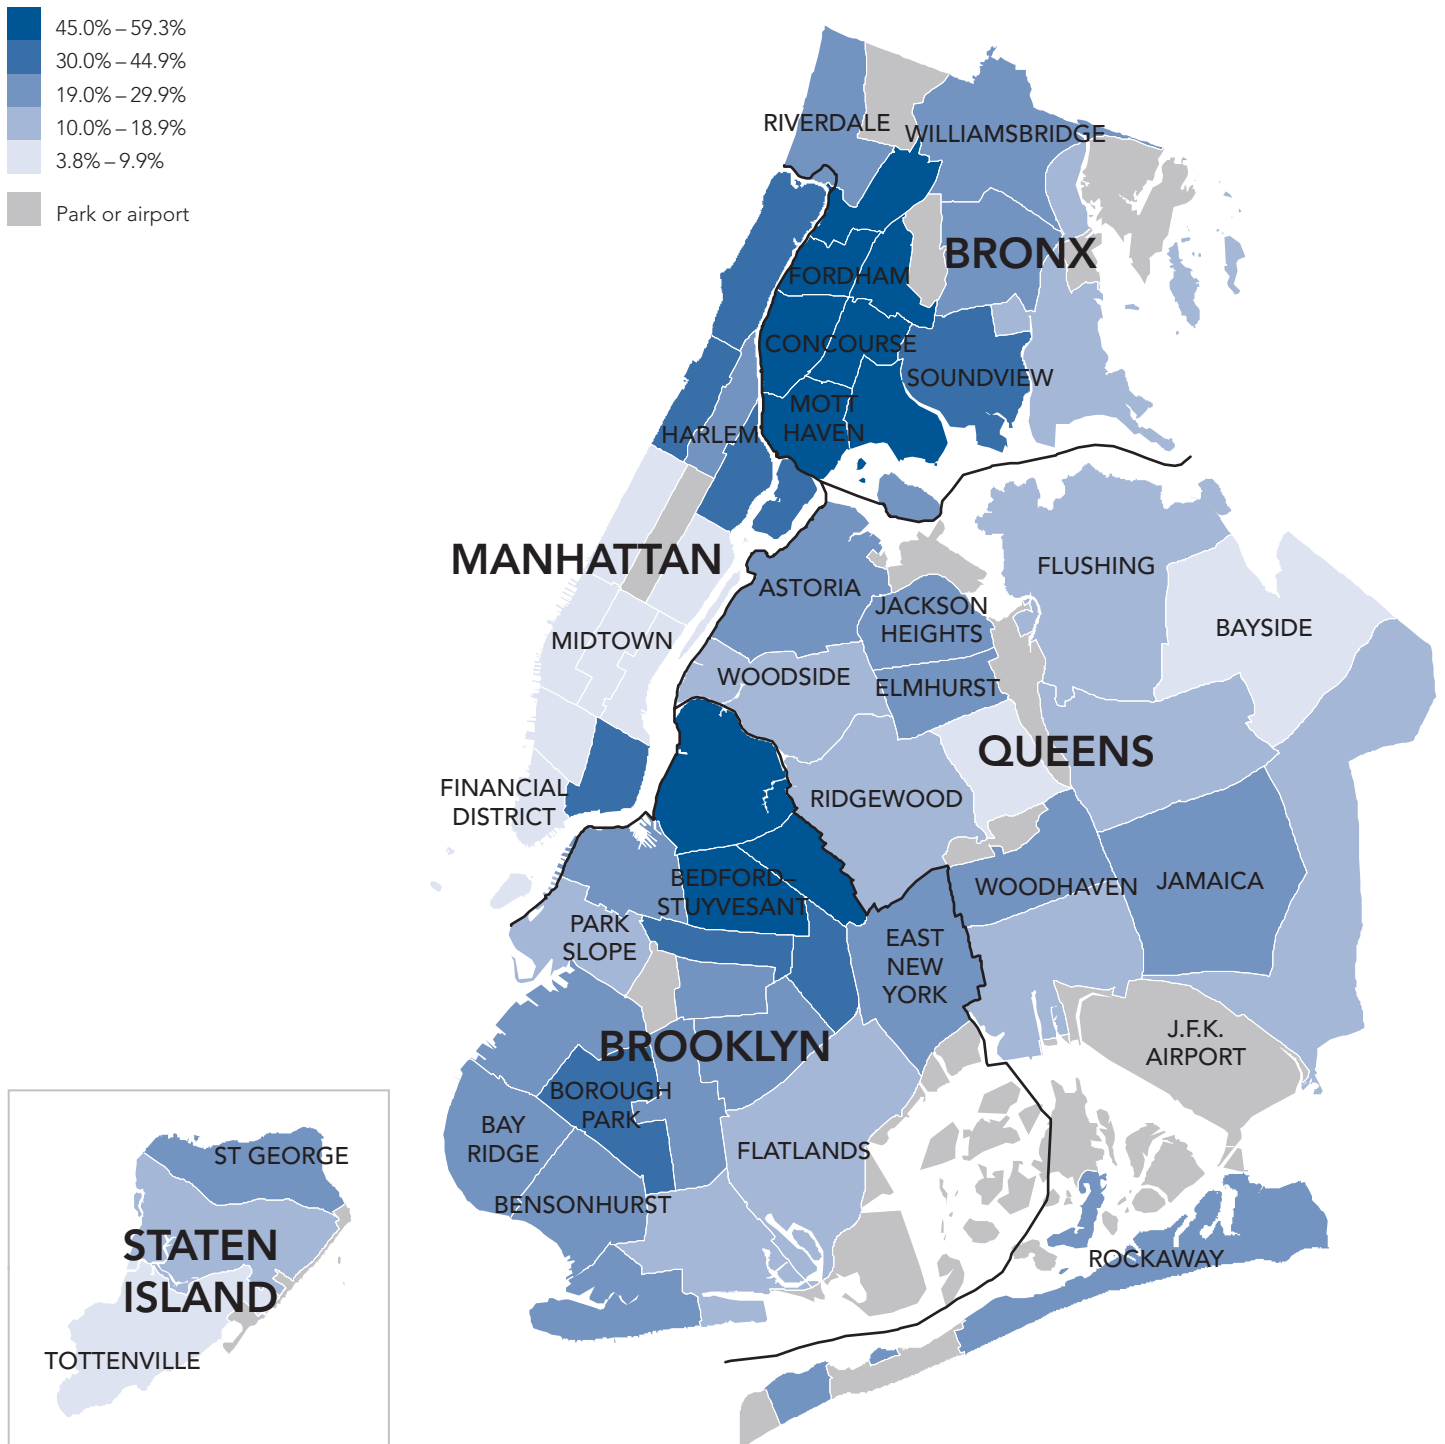 45.0% – 59.3%
30.0% – 44.9%
19.0% – 29.9%
10.0% – 18.9%
3.8% – 9.9%
Park or airport
RIVERDALE
WILLIAMSBRIDGE
BRONX
FORDHAM
CONCOURSE
SOUNDVIEW
MOTT
HAVEN
HARLEM
MANHATTAN
MIDTOWN
FINANCIAL
DISTRICT
ASTORIA
JACKSON
HEIGHTS
FLUSHING
BAYSIDE
WOODSIDE
ELMHURST
QUEENS
RIDGEWOOD
WOODHAVEN
JAMAICA
BEDFORD–
STUYVESANT
PARK
SLOPE
EAST
NEW
YORK
BROOKLYN
J.F.K.
AIRPORT
BOROUGH
PARK
BAY
RIDGE
FLATLANDS
BENSONHURST
ROCKAWAY
ST GEORGE
STATEN
ISLAND
TOTTENVILLE